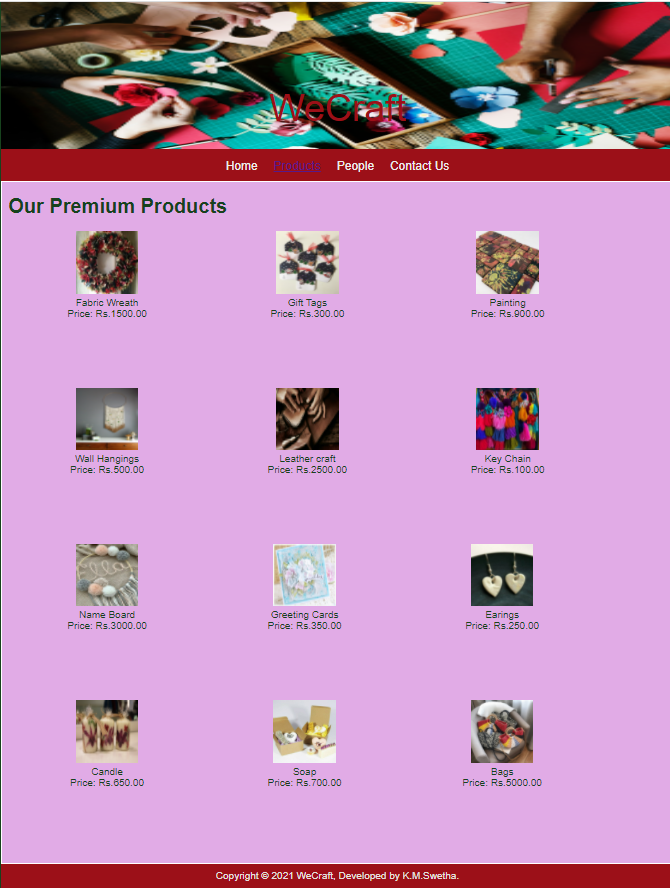 WeCraft
Home Products People Contact Us
Our Premium Products
Fabric Wreath
Price: Rs.1500.00
Gift Tags
Price: Rs.300.00
Painting
Price: Rs.900.00
Wall Hangings
Price: Rs.500.00
Leather craft
Price: Rs.2500.00
Key Chain
Price: Rs.100.00
Name Board
Price: Rs.3000.00
Greeting Cards
Price: Rs.350.00
Earings
Price: Rs.250.00
Candle
Price: Rs.650.00
Soap
Price: Rs.700.00
Bags
Price: Rs.5000.00
Copyright © 2021 WeCraft, Developed by K.M.Swetha.